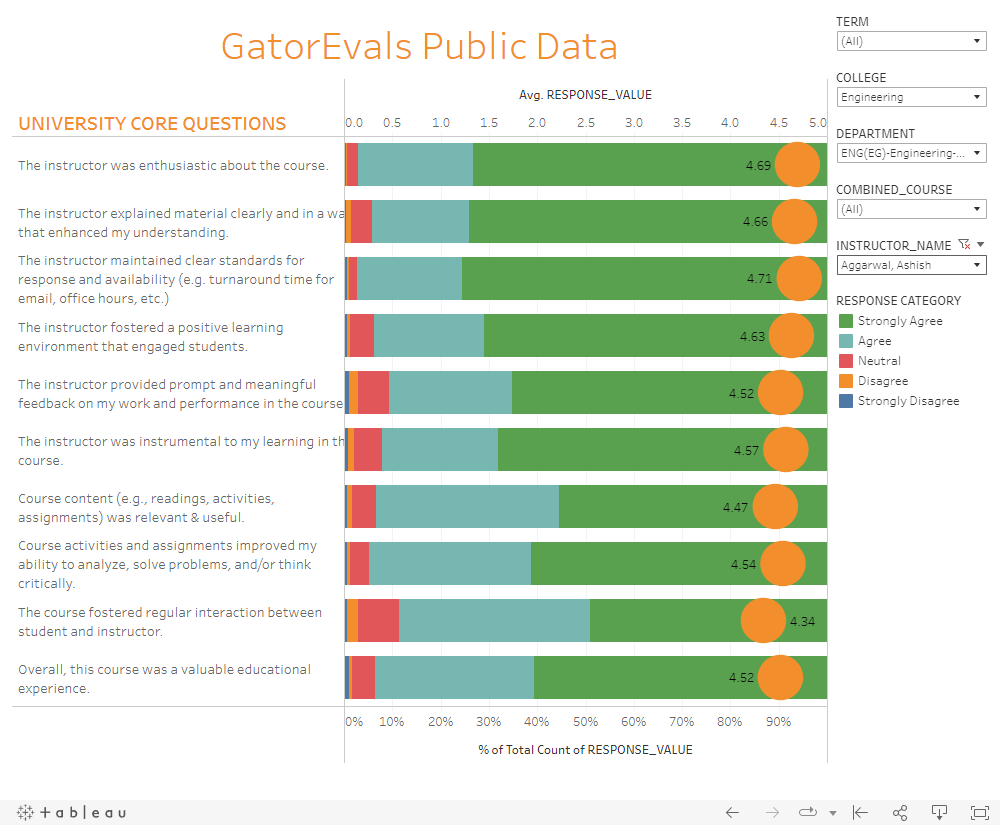 GatorEvals Public Data
TERM
(All)
COLLEGE
Engineering
DEPARTMENT
ENG(EG)-Engineering-...
COMBINED_COURSE
(All)
INSTRUCTOR_NAME
Aggarwal, Ashish
RESPONSE CATEGORY
Strongly Agree
Agree
Neutral
Disagree
Strongly Disagree
Avg. RESPONSE_VALUE
UNIVERSITY CORE QUESTIONS
0.0 0.5 1.0 1.5 2.0 2.5 3.0 3.5 4.0 4.5 5.0
The instructor was enthusiastic about the course.
4.69
The instructor explained material clearly and in a wa
that enhanced my understanding.
4.66
The instructor maintained clear standards for
response and availability (e.g. turnaround time for
email, office hours, etc.)
4.71
The instructor fostered a positive learning
environment that engaged students.
4.63
The instructor provided prompt and meaningful
feedback on my work and performance in the course
4.52
The instructor was instrumental to my learning in th
course.
4.57
Course content (e.g., readings, activities,
assignments) was relevant & useful.
4.47
Course activities and assignments improved my
ability to analyze, solve problems, and/or think
critically.
4.54
The course fostered regular interaction between
student and instructor.
4.34
Overall, this course was a valuable educational
experience.
4.52
0% 10% 20% 30% 40% 50% 60% 70% 80% 90%
% of Total Count of RESPONSE_VALUE
tableau